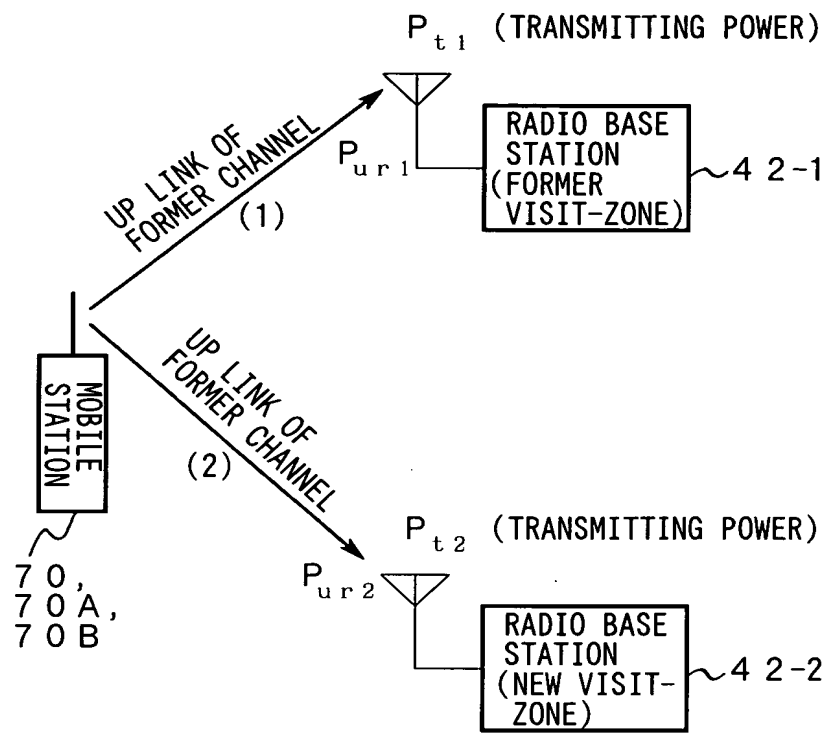 Pt1 (TRANSMITTING POWER)
RADIO BASE
STATION
(FORMER
VISIT-ZONE)
42-1
Pur1
UP LINK OF
FORMER CHANNEL
(1)
MOBILE
STATION
70,
70A,
70B
UP LINK OF
FORMER CHANNEL
(2)
Pt2 (TRANSMITTING POWER)
Pur2
RADIO BASE
STATION
(NEW VISIT-
ZONE)
42-2